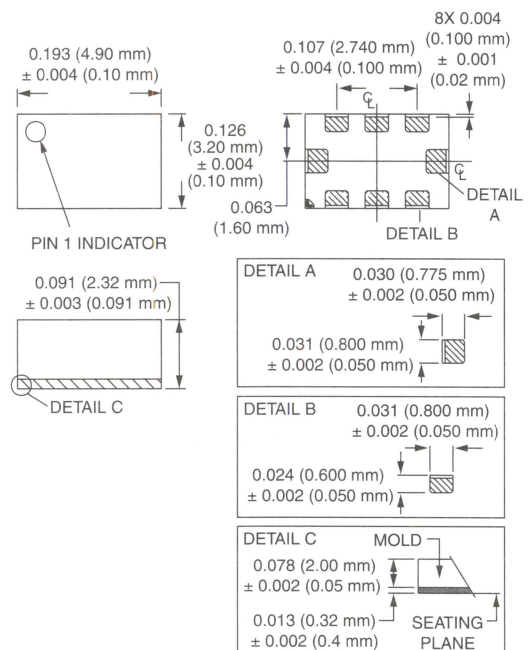 0.193 (4.90 mm)
± 0.004 (0.10 mm)
0.126
(3.20 mm)
± 0.004
(0.10 mm)
PIN 1 INDICATOR
0.107 (2.740 mm)
± 0.004 (0.100 mm)
8X 0.004
(0.100 mm)
± 0.001
(0.02 mm)
℄
℄
0.063
(1.60 mm)
DETAIL
A
DETAIL B
0.091 (2.32 mm)
± 0.003 (0.091 mm)
DETAIL C
DETAIL A
0.030 (0.775 mm)
± 0.002 (0.050 mm)
0.031 (0.800 mm)
± 0.002 (0.050 mm)
DETAIL B
0.031 (0.800 mm)
± 0.002 (0.050 mm)
0.024 (0.600 mm)
± 0.002 (0.050 mm)
DETAIL C
MOLD
0.078 (2.00 mm)
± 0.002 (0.05 mm)
0.013 (0.32 mm)
± 0.002 (0.4 mm)
SEATING
PLANE